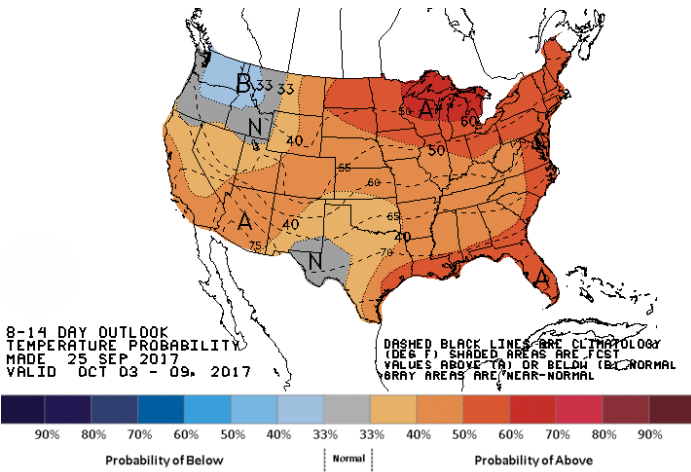 B 33 33
N
40
A
50
60
50
55
60
A
40
65
40
75
70
N
A
8-14 DAY OUTLOOK
TEMPERATURE PROBABILITY
MADE 25 SEP 2017
VALID OCT 03 - 09, 2017
DASHED BLACK LINES ARE CLIMATOLOGY
(DEG F) SHADED AREAS ARE FCST
VALUES ABOVE (A) OR BELOW (B) NORMAL
GRAY AREAS ARE NEAR-NORMAL
90% 80% 70% 60% 50% 40% 33% 33% 40% 50% 60% 70% 80% 90%
Probability of Below Normal Probability of Above